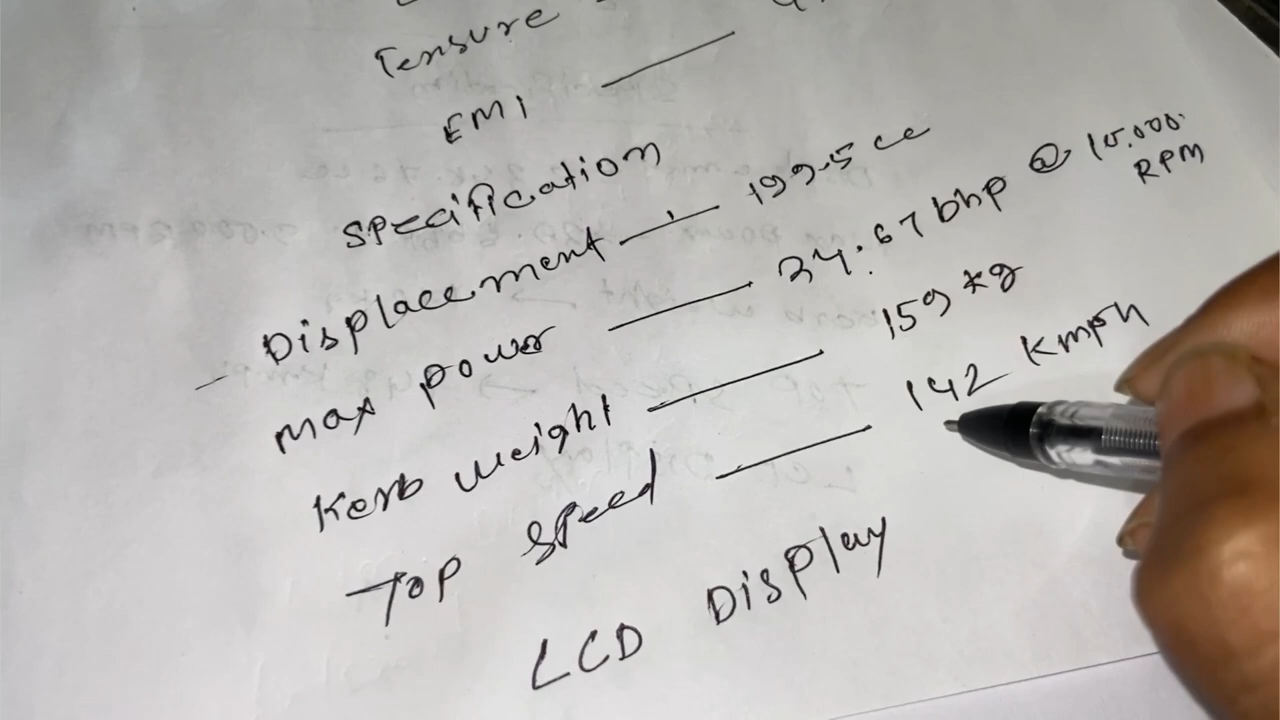 Tensure
EMI
Specification
Displacement - 199.5 cc
Max power — 24.67 bhp @ 10.000.
RPM
Kerb weight — 159 kg
Top speed — 142 Kmph
LCD Display